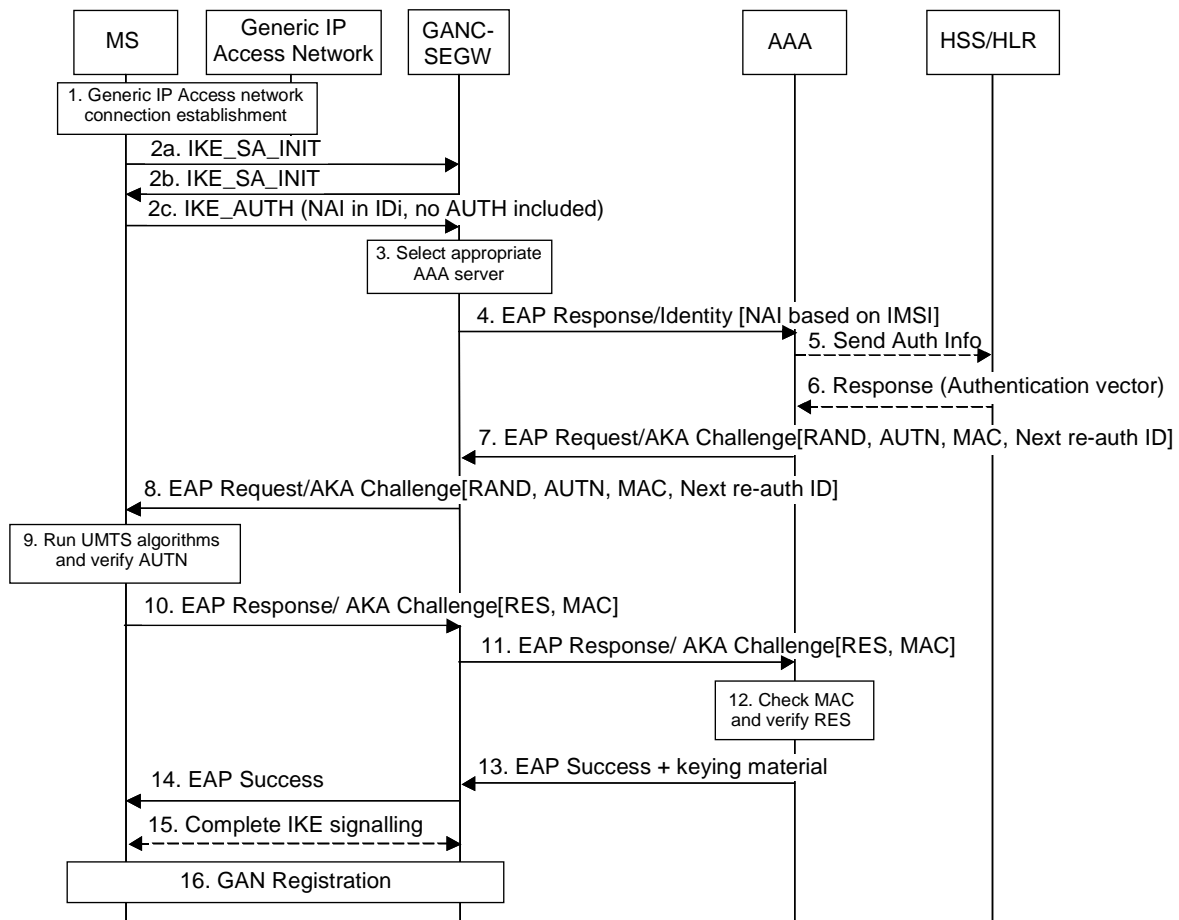 MS
Generic IP
Access Network
GANC-
SEGW
AAA
HSS/HLR
1. Generic IP Access network
connection establishment
2a. IKE_SA_INIT
2b. IKE_SA_INIT
2c. IKE_AUTH (NAI in IDi, no AUTH included)
3. Select appropriate
AAA server
4. EAP Response/Identity [NAI based on IMSI]
5. Send Auth Info
6. Response (Authentication vector)
7. EAP Request/AKA Challenge[RAND, AUTN, MAC, Next re-auth ID]
8. EAP Request/AKA Challenge[RAND, AUTN, MAC, Next re-auth ID]
9. Run UMTS algorithms
and verify AUTN
10. EAP Response/ AKA Challenge[RES, MAC]
11. EAP Response/ AKA Challenge[RES, MAC]
12. Check MAC
and verify RES
13. EAP Success + keying material
14. EAP Success
15. Complete IKE signalling
16. GAN Registration